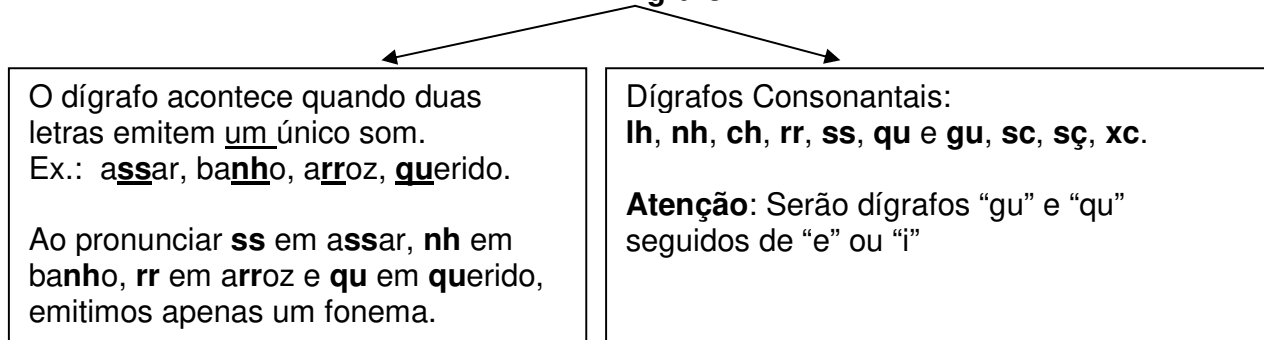 O dígrafo acontece quando duas
letras emitem um único som.
Ex.: assar, banho, arroz, querido.
Ao pronunciar ss em assar, nh em
banho, rr em arroz e qu em querido,
emitimos apenas um fonema.
Dígrafos Consonantais:
lh, nh, ch, rr, ss, qu e gu, sc, sç, xc.
Atenção: Serão dígrafos “gu” e “qu”
seguidos de “e” ou “i”